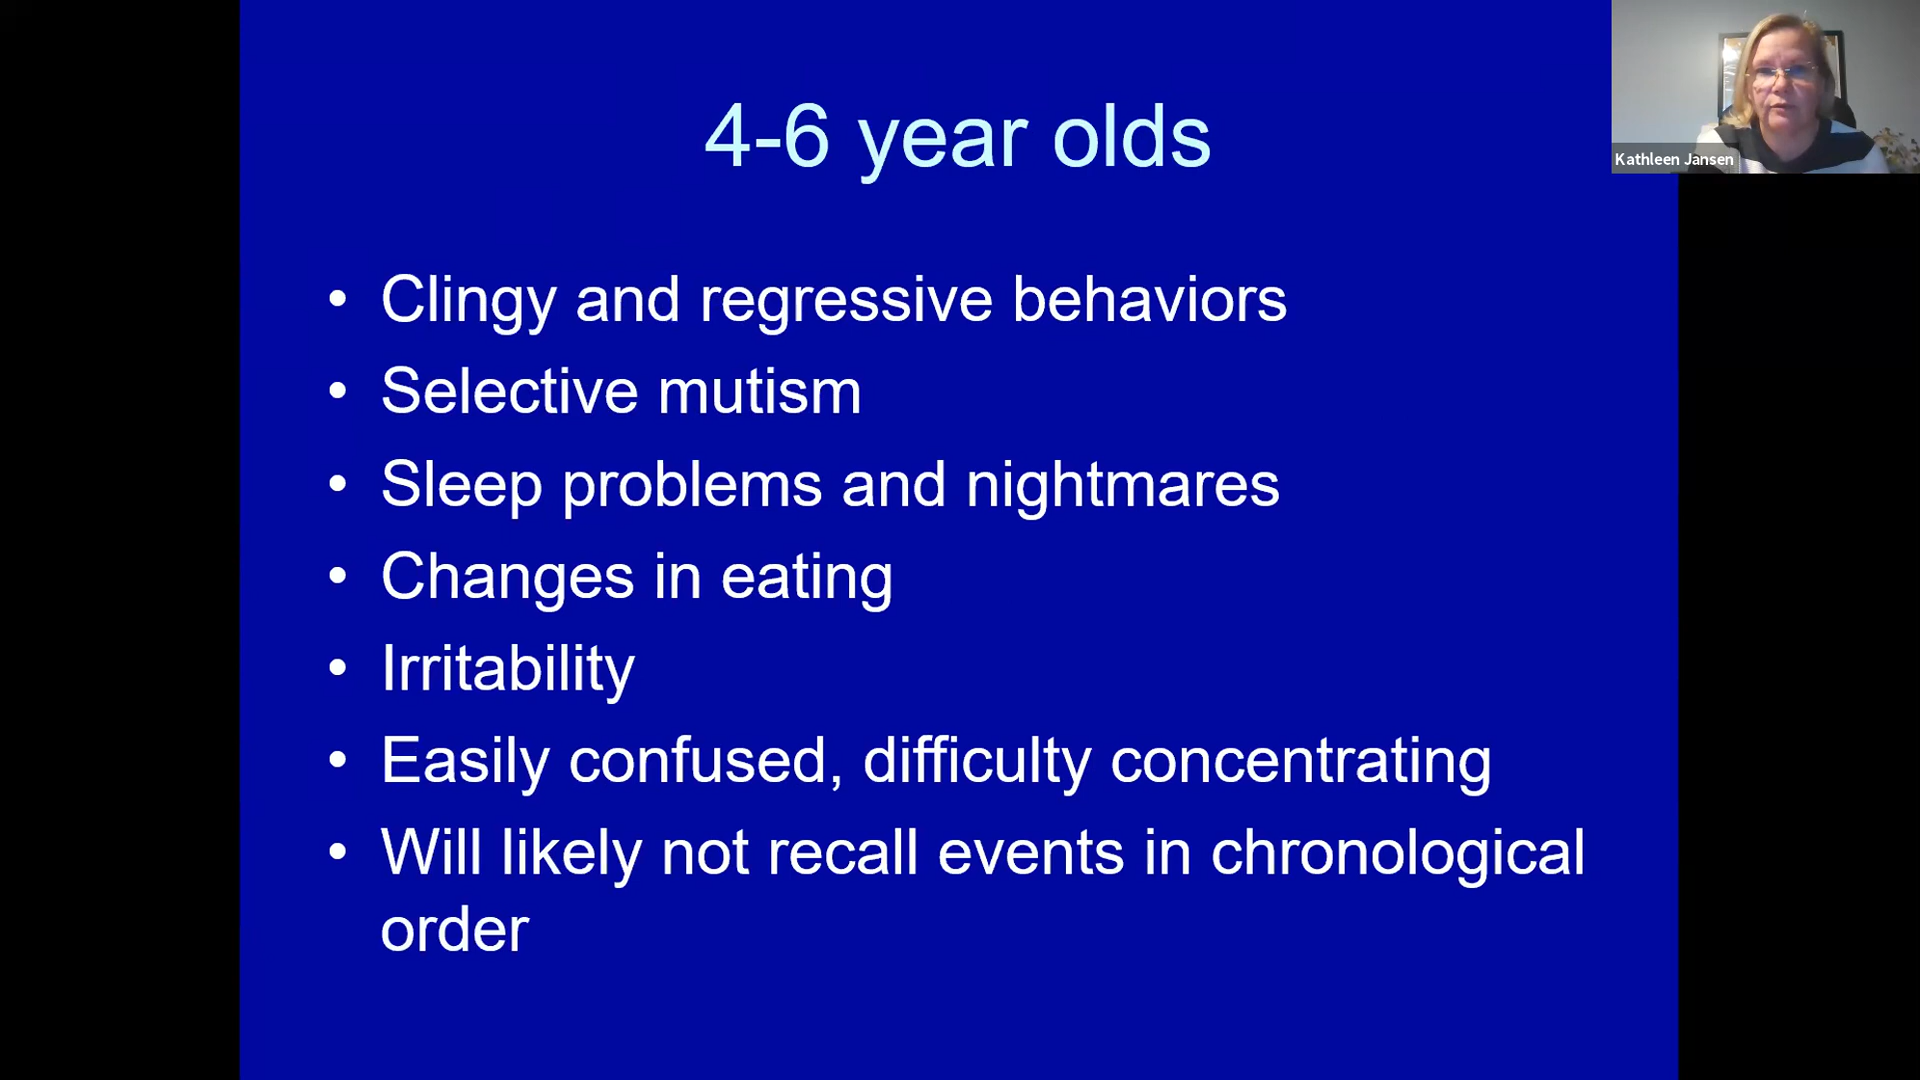 4-6 year olds
Kathleen Jansen
• Clingy and regressive behaviors
• Selective mutism
• Sleep problems and nightmares
• Changes in eating
• Irritability
• Easily confused, difficulty concentrating
• Will likely not recall events in chronological
order